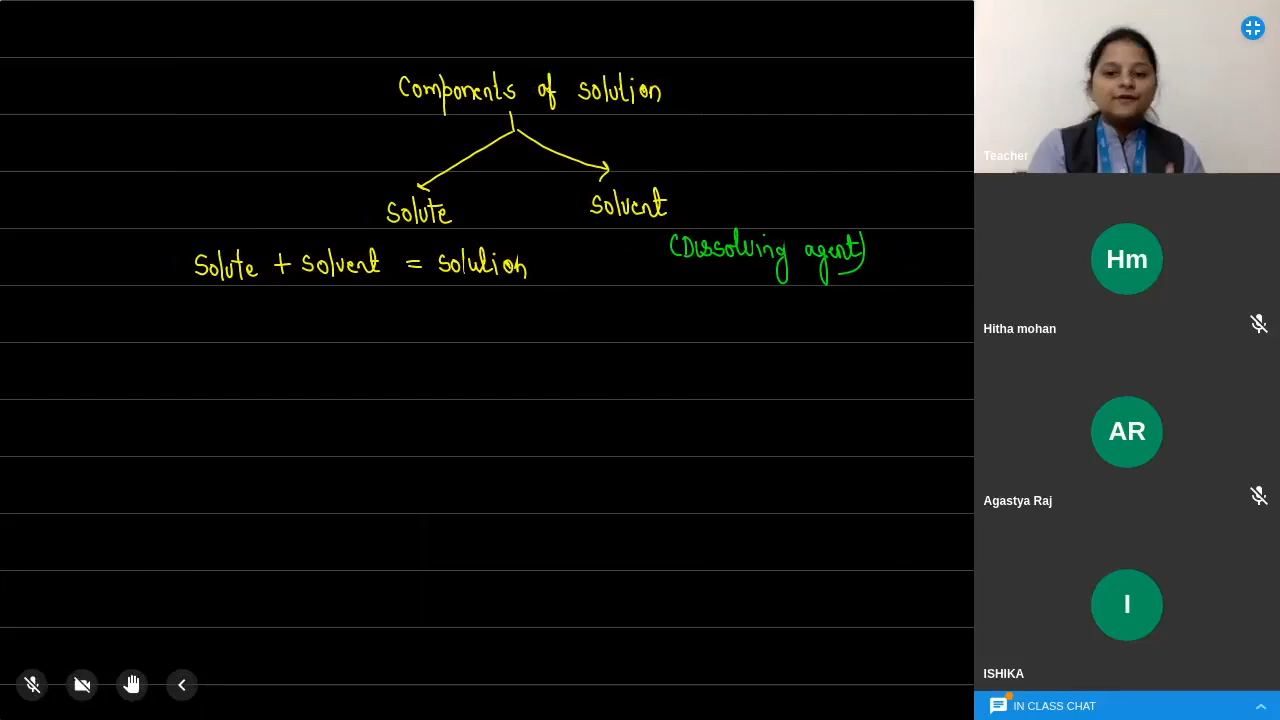 Components of solution
Solute
Solvent
(Dissolving agent)
Solute + Solvent = solution
Teacher
Hm
Hitha mohan
AR
Agastya Raj
I
ISHIKA
IN CLASS CHAT